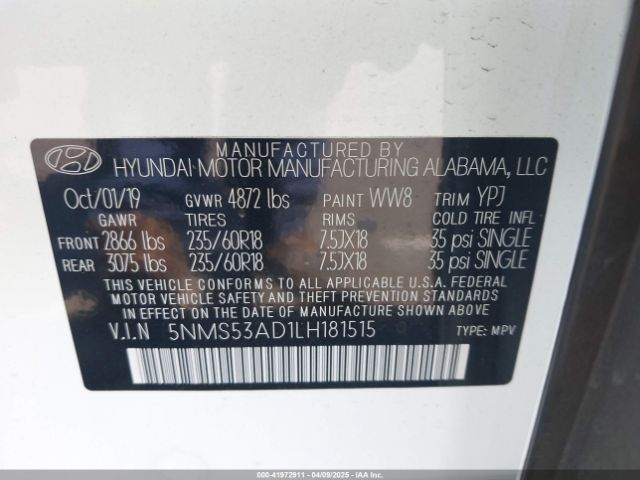 MANUFACTURED BY
HYUNDAI MOTOR MANUFACTURING ALABAMA, LLC
Oct/01/19 GVWR 4872 lbs PAINT WW8 TRIM YPJ
GAWR TIRES RIMS COLD TIRE INFL
FRONT 2866 lbs 235/60R18 7.5JX18 35 psi SINGLE
REAR 3075 lbs 235/60R18 7.5JX18 35 psi SINGLE
THIS VEHICLE CONFORMS TO ALL APPLICABLE U.S.A. FEDERAL
MOTOR VEHICLE SAFETY AND THEFT PREVENTION STANDARDS
IN EFFECT ON THE DATE OF MANUFACTURE SHOWN ABOVE.
V.I.N 5NMS53AD1LH181515 TYPE: MPV
000-41972911 - 04/09/2025 - IAAI.COM